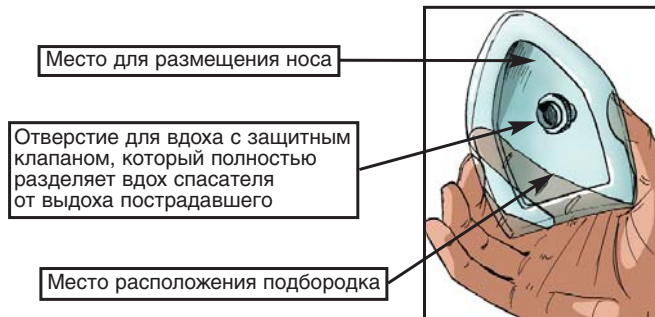 Место для размещения носа
Отверстие для вдоха с защитным
клапаном, который полностью
разделяет вдох спасателя
от выдоха пострадавшего
Место расположения подбородка